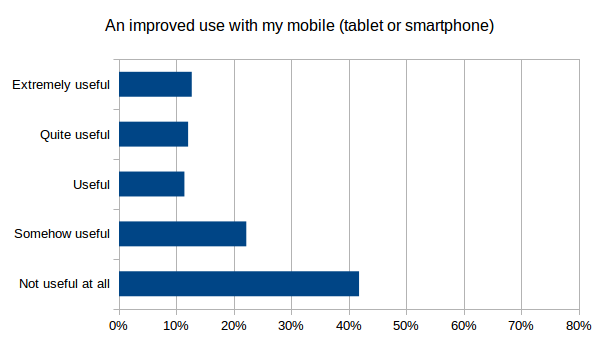 An improved use with my mobile (tablet or smartphone)
Extremely useful
Quite useful
Useful
Somehow useful
Not useful at all
0% 10% 20% 30% 40% 50% 60% 70% 80%